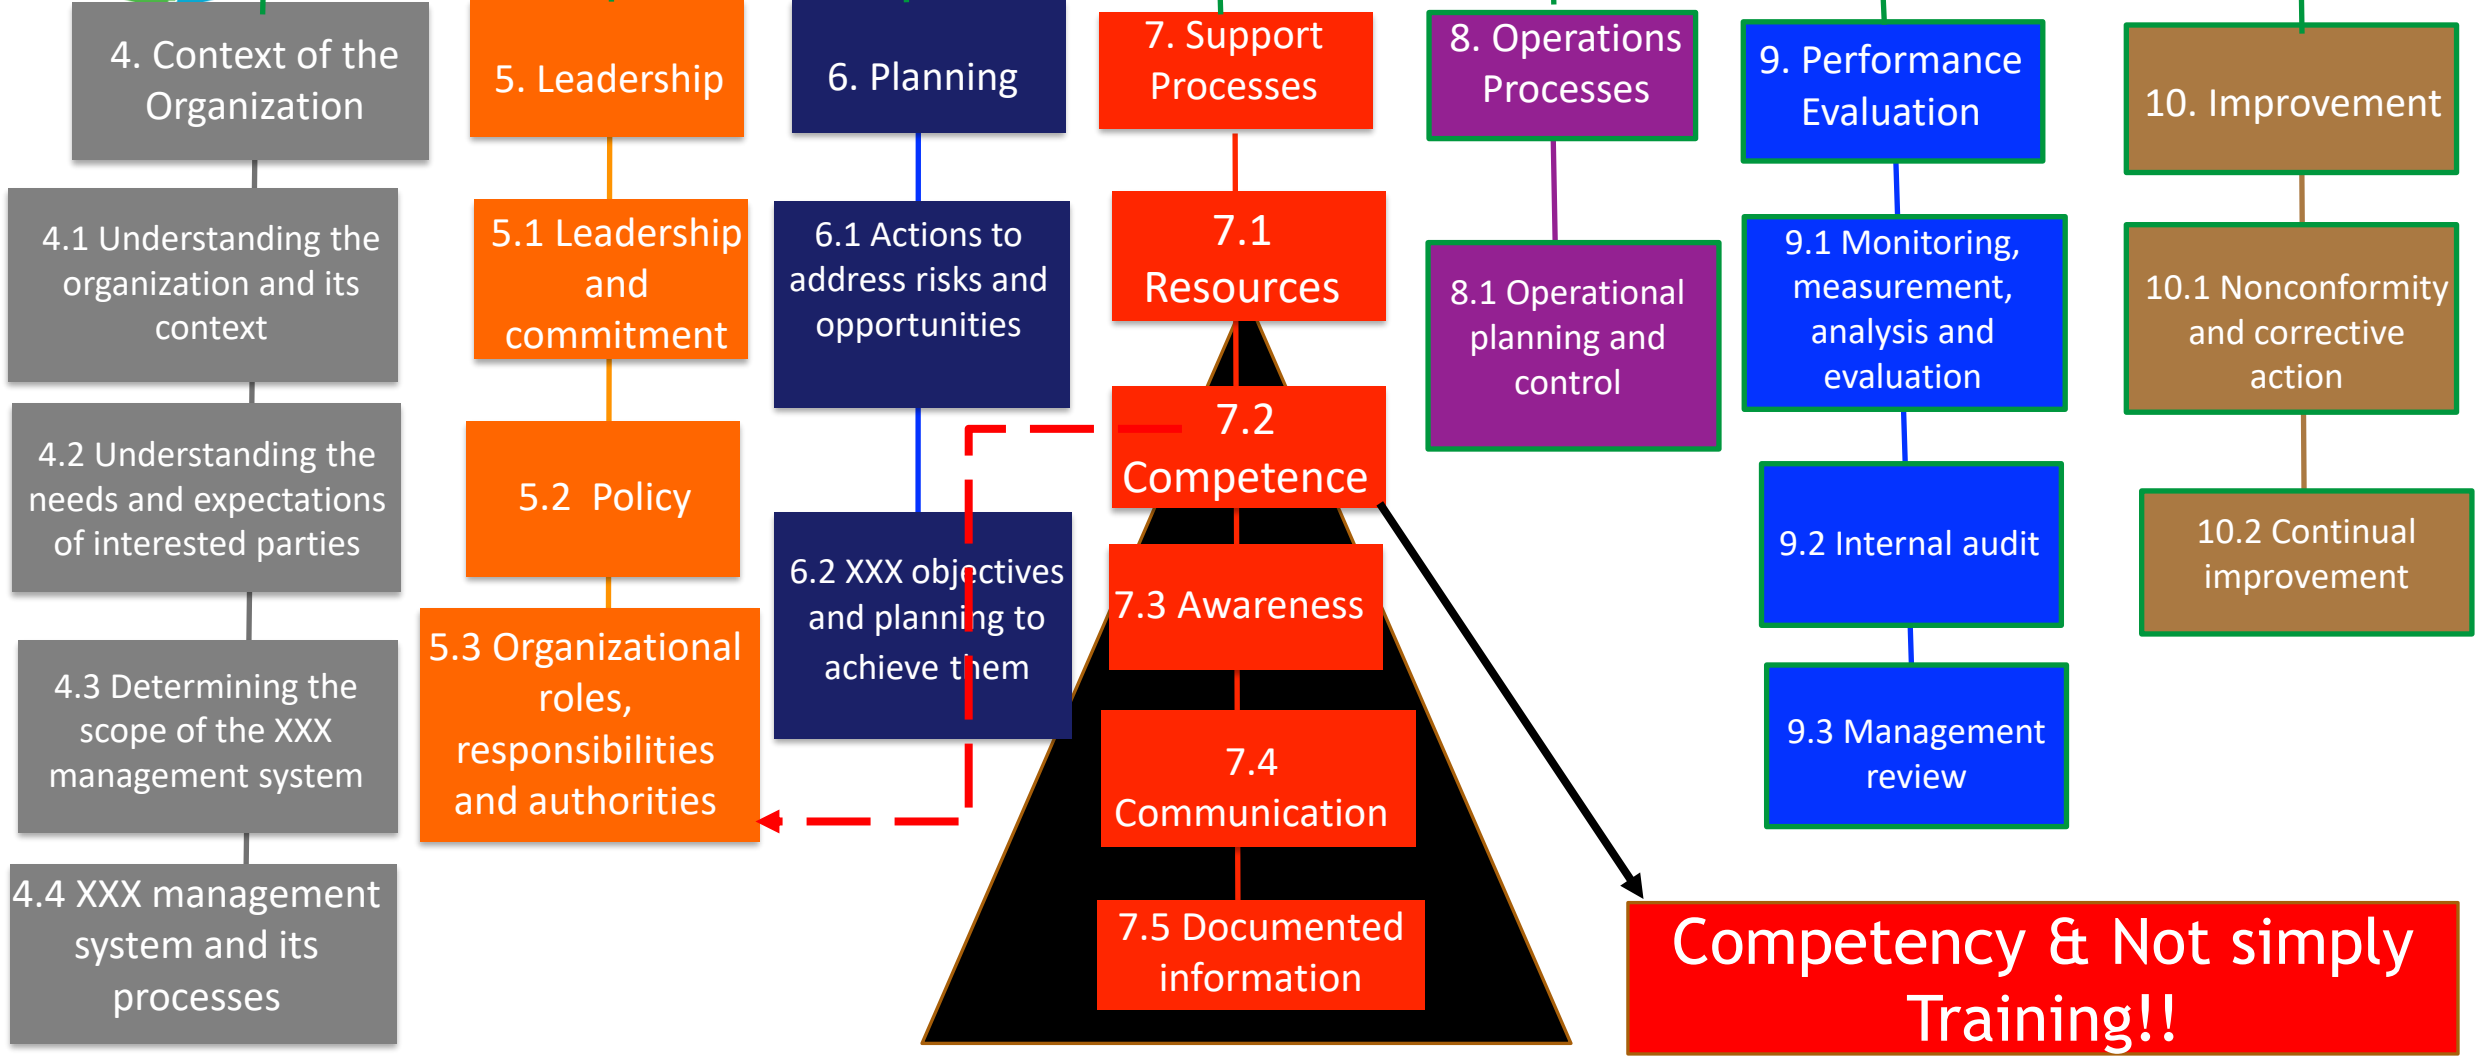 4. Context of the
Organization
4.1 Understanding the
organization and its
context
4.2 Understanding the
needs and expectations
of interested parties
4.3 Determining the
scope of the XXX
management system
4.4 XXX management
system and its
processes
5. Leadership
5.1 Leadership
and
commitment
5.2 Policy
5.3 Organizational
roles,
responsibilities
and authorities
6. Planning
6.1 Actions to
address risks and
opportunities
6.2 XXX objectives
and planning to
achieve them
7. Support
Processes
7.1
Resources
7.2
Competence
7.3 Awareness
7.4
Communication
7.5 Documented
information
8. Operations
Processes
8.1 Operational
planning and
control
9. Performance
Evaluation
9.1 Monitoring,
measurement,
analysis and
evaluation
9.2 Internal audit
9.3 Management
review
10. Improvement
10.1 Nonconformity
and corrective
action
10.2 Continual
improvement
Competency & Not simply
Training!!